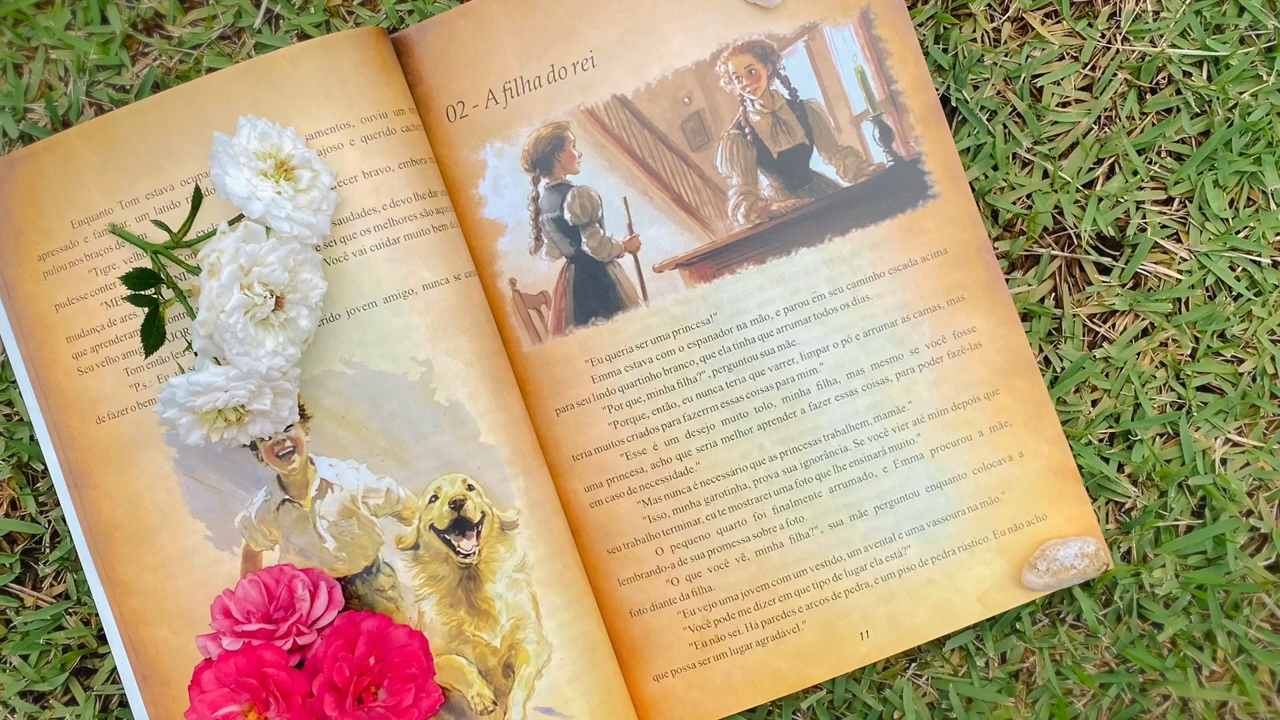 Enquanto Tom estava ocupa samentos, ouviu um
apressado e fa um latido ajoso e querido
pulou nos braços de
"Tigre, velh ecer bravo, embora
pudesse conte
saudades, e devo lhe dar
mudança de ares sei que os melhores são
que aprenderam Você vai cuidar muito bem
Seu velho amig
Tom então le erido jovem amigo, nunca se
"P.s.: Eu
de fazer o bem
02 - A filha do rei
"Eu queria ser uma princesa!"
Emma estava com o espanador na mão, e parou em seu caminho escada acima
para seu lindo quartinho branco, que ela tinha que arrumar todos os dias.
"Por que, minha filha?", perguntou sua mãe.
"Porque, então, eu nunca teria que varrer, limpar o pó e arrumar as camas, mas
teria muitos criados para fazerm essas coisas para mim."
"Esse é um desejo muito tolo, minha filha, mas mesmo se você fosse
uma princesa, acho que seria melhor aprender a fazer essas coisas, para poder fazê-las
em caso de necessidade."
"Mas nunca é necessário que as princesas trabalhem, mamãe."
"Isso, minha garotinha, prova sua ignorância. Se você vier até mim depois que
seu trabalho terminar, eu te mostrarei uma foto que lhe ensinará muito."
O pequeno quarto foi finalmente arrumado, e Emma procurou a mãe,
lembrando-a de sua promessa sobre a foto.
"O que você vê, minha filha?", sua mãe perguntou enquanto colocava a
foto diante da filha.
"Eu vejo uma jovem com um vestido, um avental e uma vassoura na mão."
"Você pode me dizer em que tipo de lugar ela está?"
"Eu não sei. Há paredes e arcos de pedra, e um piso de pedra rústico. Eu não acho
que possa ser um lugar agradável."
11